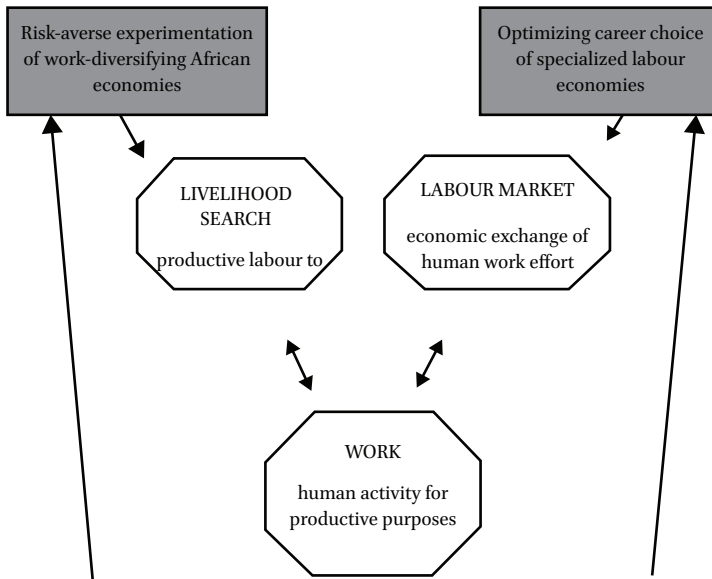 Risk-averse experimentation
of work-diversifying African
economies
Optimizing career choice
of specialized labour
economies
LIVELIHOOD
SEARCH
productive labour to
LABOUR MARKET
economic exchange of
human work effort
WORK
human activity for
productive purposes